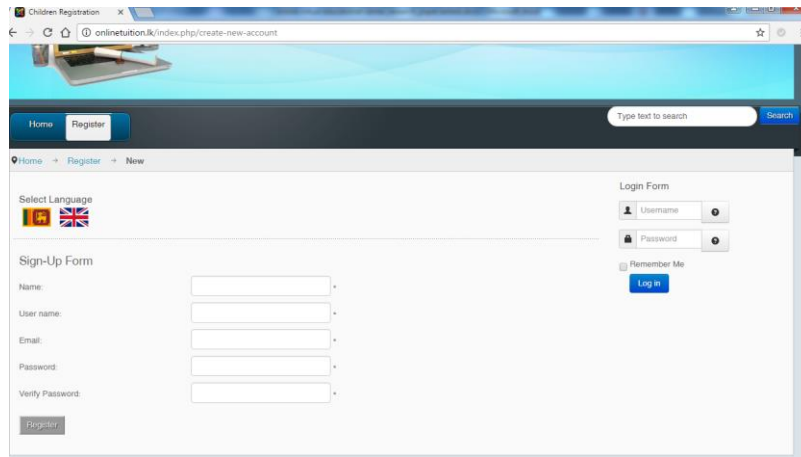 Children Registration
onlinetuition.lk/index.php/create-new-account
Home Register
Type text to search Search
Home → Register → New
Select Language
Sign-Up Form
Name: *
User name: *
Email: *
Password: *
Verify Password: *
Register
Login Form
Username
Password
Remember Me
Log in